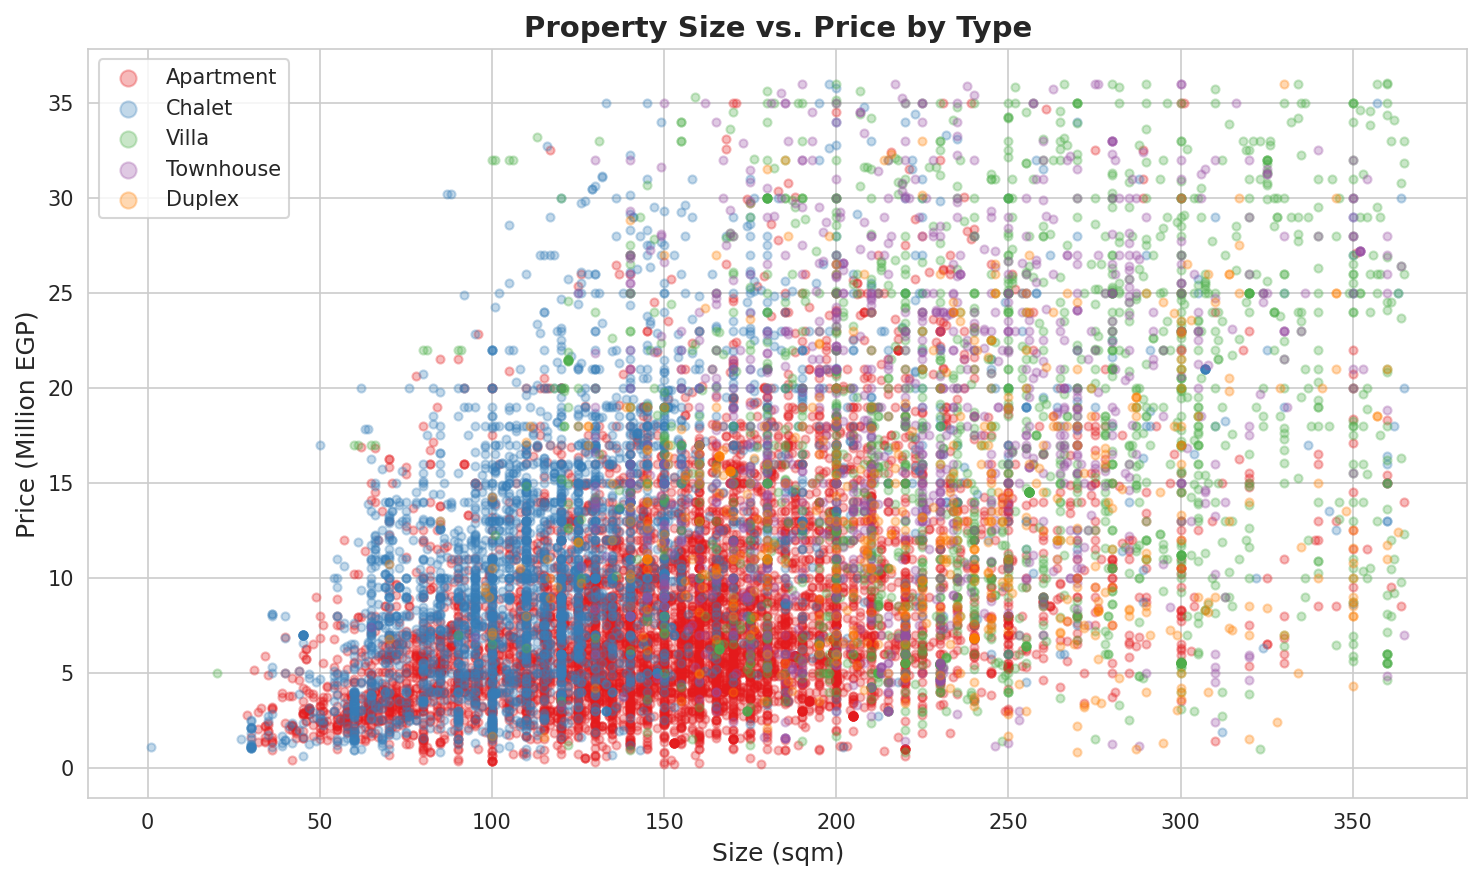 Property Size vs. Price by Type
Apartment
Chalet
Villa
Townhouse
Duplex
Price (Million EGP)
35
30
25
20
15
10
5
0
0 50 100 150 200 250 300 350
Size (sqm)